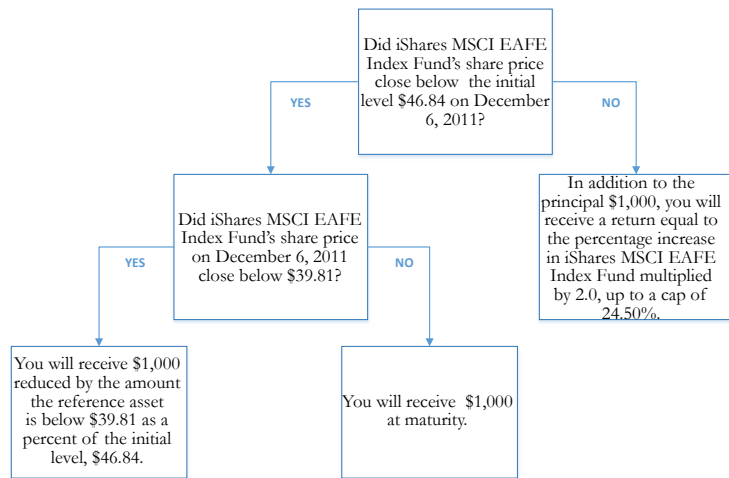 Did iShares MSCI EAFE
Index Fund's share price
close below the initial
level $46.84 on December
6, 2011?
YES
NO
Did iShares MSCI EAFE
Index Fund's share price
on December 6, 2011
close below $39.81?
In addition to the
principal $1,000, you will
receive a return equal to
the percentage increase
in iShares MSCI EAFE
Index Fund multiplied
by 2.0, up to a cap of
24.50%.
YES
NO
You will receive $1,000
reduced by the amount
the reference asset
is below $39.81 as a
percent of the initial
level, $46.84.
You will receive $1,000
at maturity.